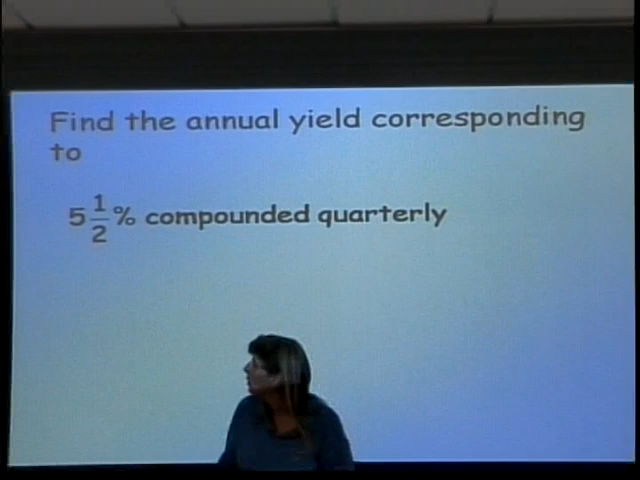 Find the annual yield corresponding
to
5 1/2 % compounded quarterly